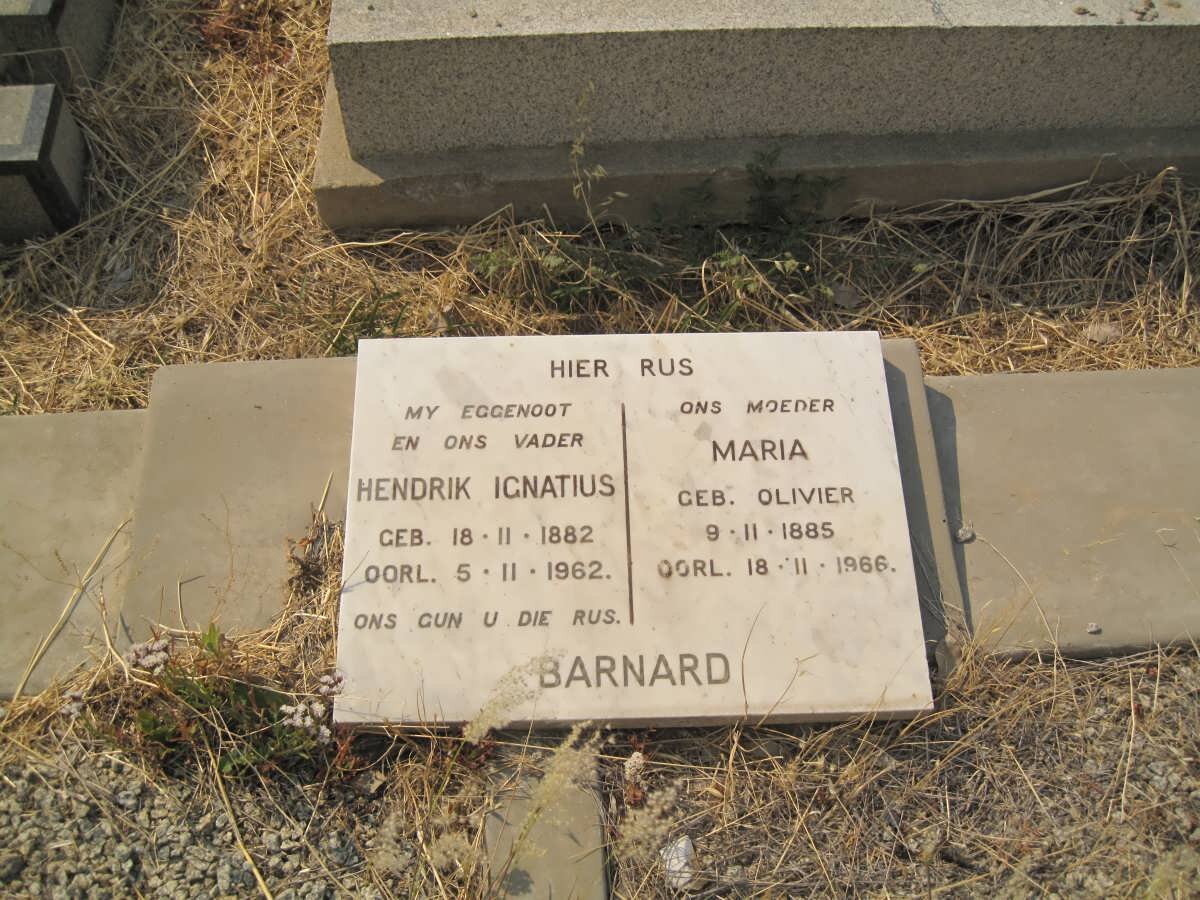 HIER RUS
MY EGGENOOT
EN ONS VADER
HENDRIK IGNATIUS
GEB. 18·11·1882
OORL. 5·11·1962.
ONS GUN U DIE RUS.
ONS MOEDER
MARIA
GEB. OLIVIER
9·11·1885
OORL. 18·11·1966.
BARNARD